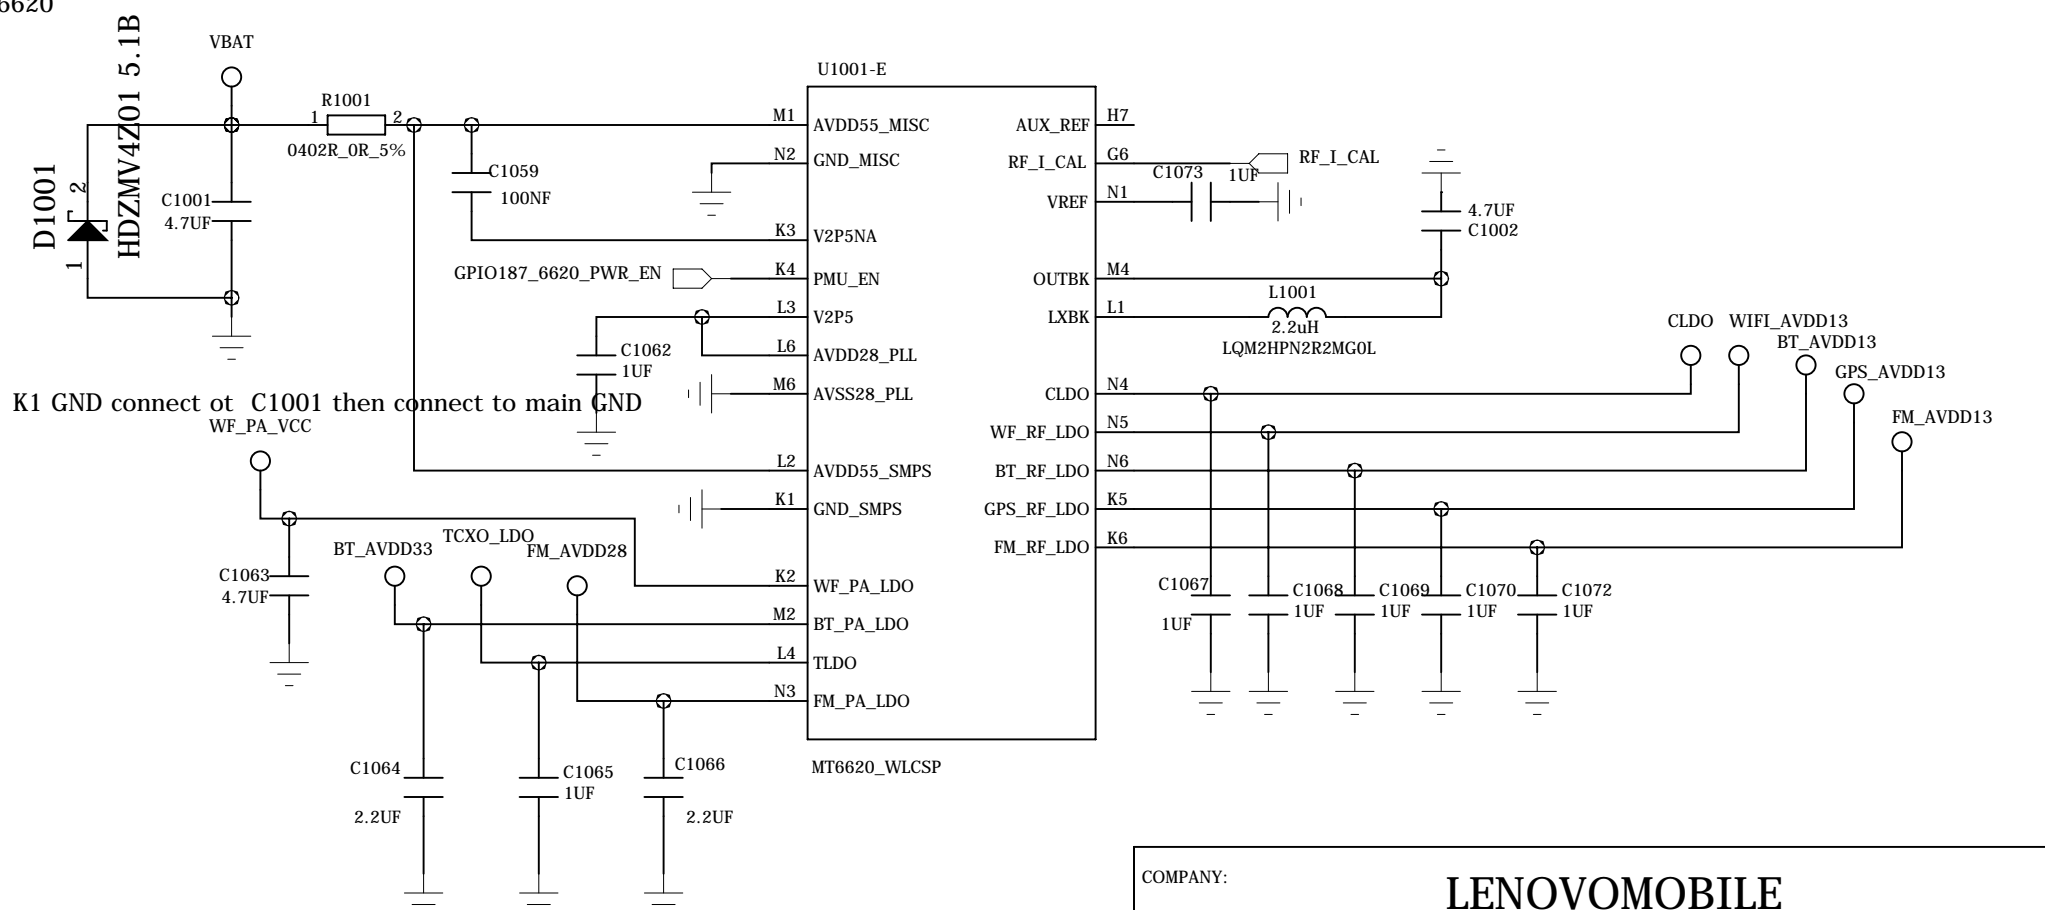 6620
VBAT
D1001
HDZMV4Z01 5.1B
2
1
R1001
1
2
0402R_0R_5%
C1001
4.7UF
C1059
100NF
U1001-E
M1
AVDD55_MISC
N2
GND_MISC
K3
V2P5NA
GPIO187_6620_PWR_EN
K4
PMU_EN
L3
V2P5
C1062
1UF
L6
AVDD28_PLL
M6
AVSS28_PLL
K1 GND connect ot  C1001 then connect to main GND
WF_PA_VCC
L2
AVDD55_SMPS
K1
GND_SMPS
C1063
4.7UF
BT_AVDD33
TCXO_LDO
FM_AVDD28
K2
WF_PA_LDO
M2
BT_PA_LDO
L4
TLDO
N3
FM_PA_LDO
C1064
2.2UF
C1065
1UF
C1066
2.2UF
MT6620_WLCSP
AUX_REF
H7
RF_I_CAL
G6
RF_I_CAL
C1073
1UF
VREF
N1
4.7UF
C1002
OUTBK
M4
LXBK
L1
L1001
2.2uH
LQM2HPN2R2MG0L
CLDO
WIFI_AVDD13
BT_AVDD13
GPS_AVDD13
FM_AVDD13
CLDO
N4
WF_RF_LDO
N5
BT_RF_LDO
N6
GPS_RF_LDO
K5
FM_RF_LDO
K6
C1067
1UF
C1068
1UF
C1069
1UF
C1070
1UF
C1072
1UF
COMPANY:
LENOVOMOBILE